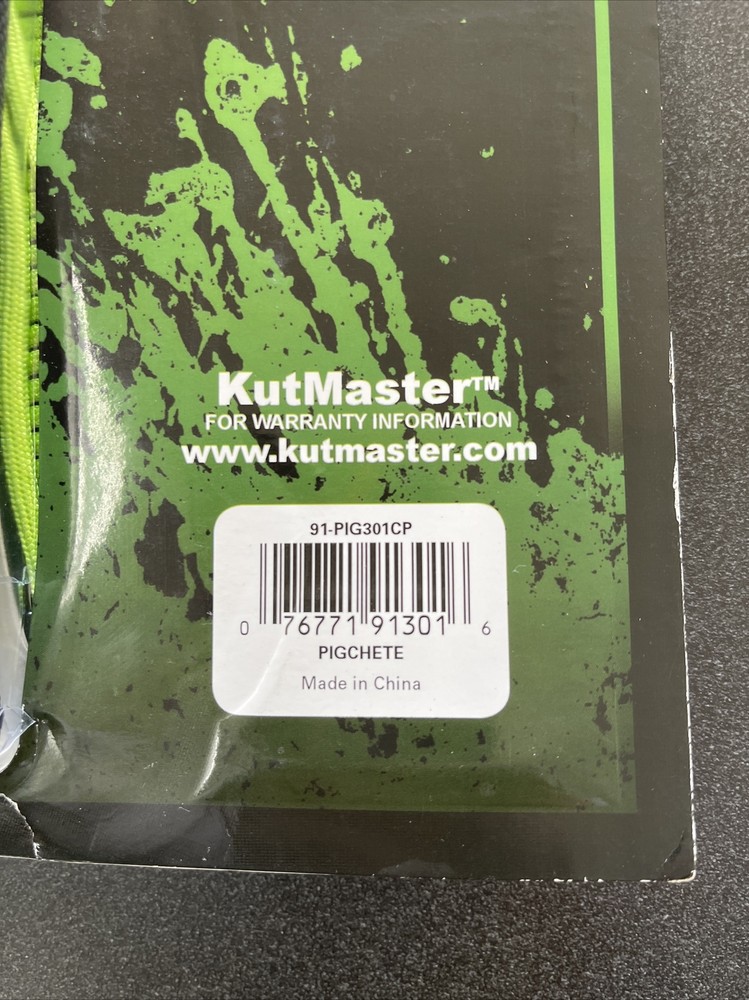 KutMaster™
FOR WARRANTY INFORMATION
www.kutmaster.com
91-PIG301CP
0 76771 91301 6
PIGCHETE
Made in China